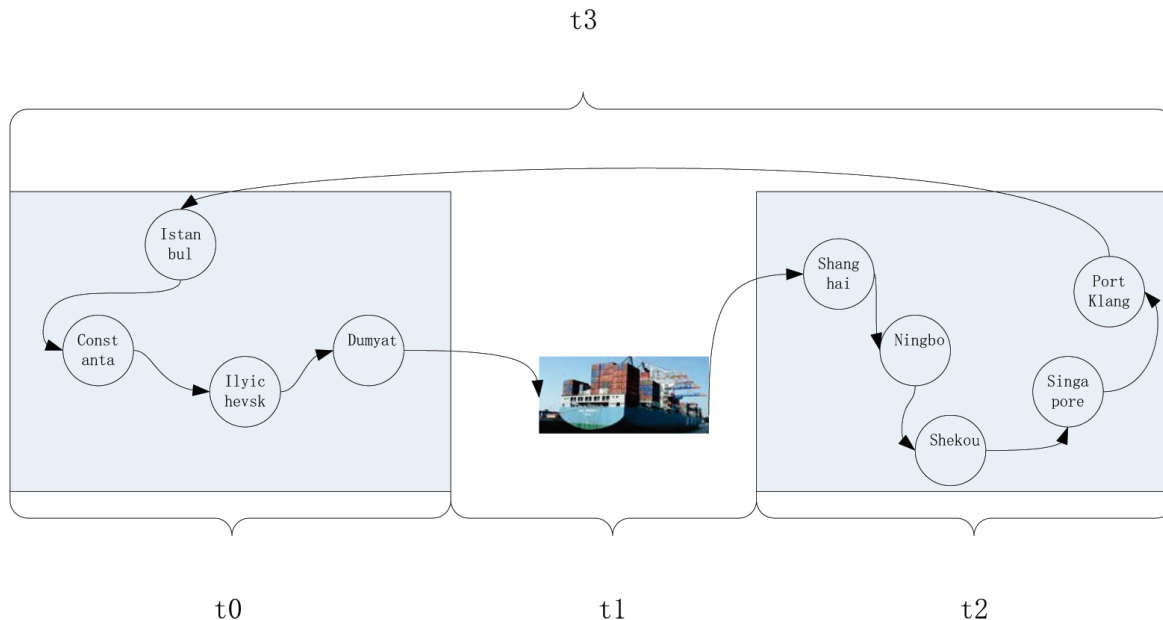 t3
Istan
bul
Const
anta
Ilyic
hevsk
Dumyat
Shang
hai
Ningbo
Shekou
Singa
pore
Port
Klang
t0
t1
t2